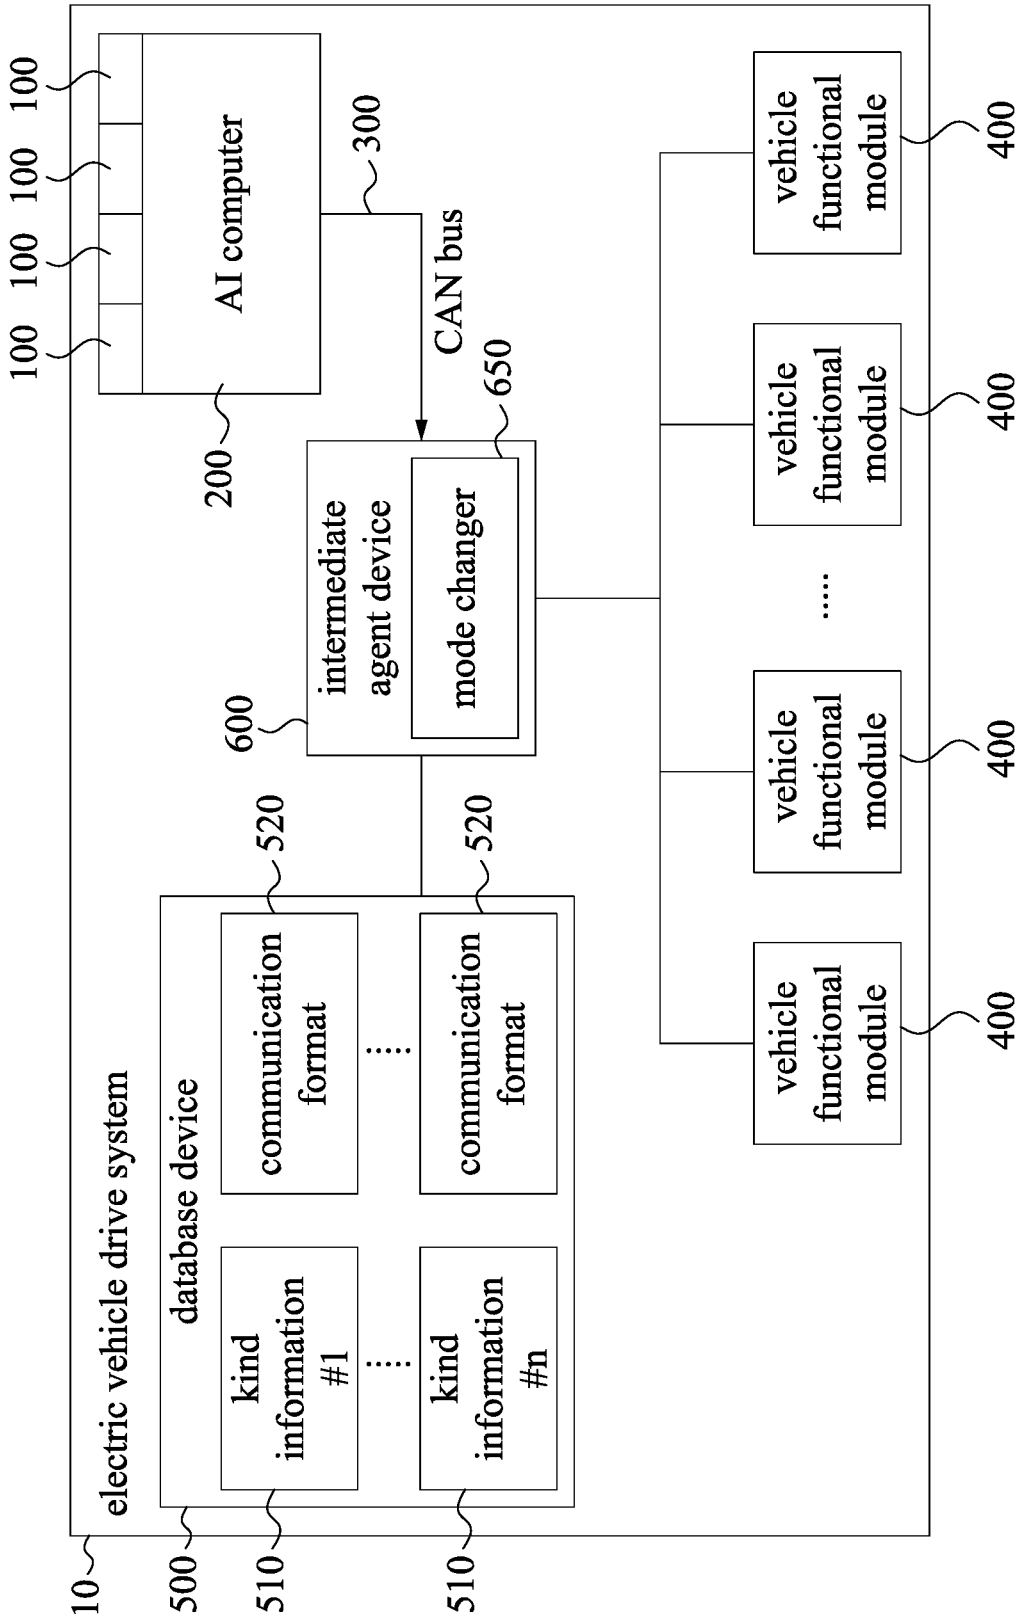 10
electric vehicle drive system
500
database device
510
kind
information
#1
520
communication
format
.....
.....
510
kind
information
#n
520
communication
format
600
intermediate
agent device
mode changer
650
100
100
100
100
200
AI computer
300
CAN bus
vehicle
functional
module
400
vehicle
functional
module
400
.....
vehicle
functional
module
400
vehicle
functional
module
400